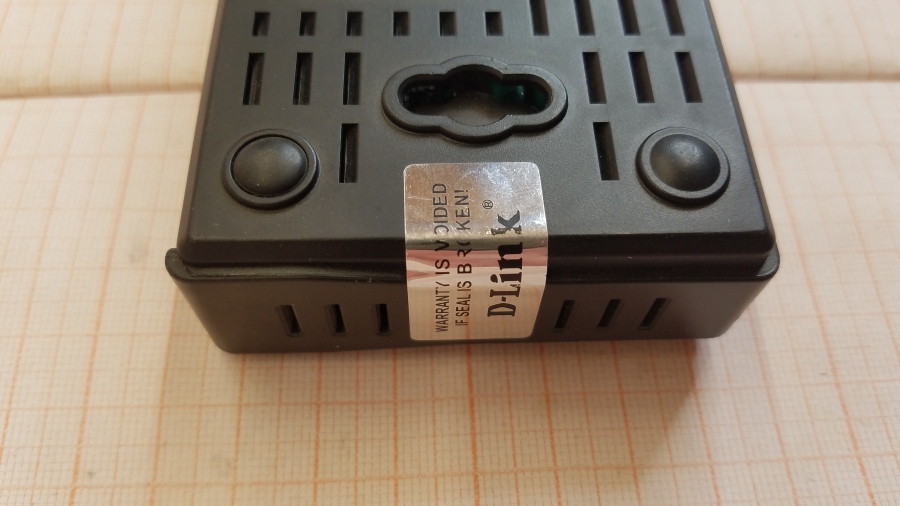 WARRANTY IS VOIDED
IF SEAL IS BROKEN!
D-Link®